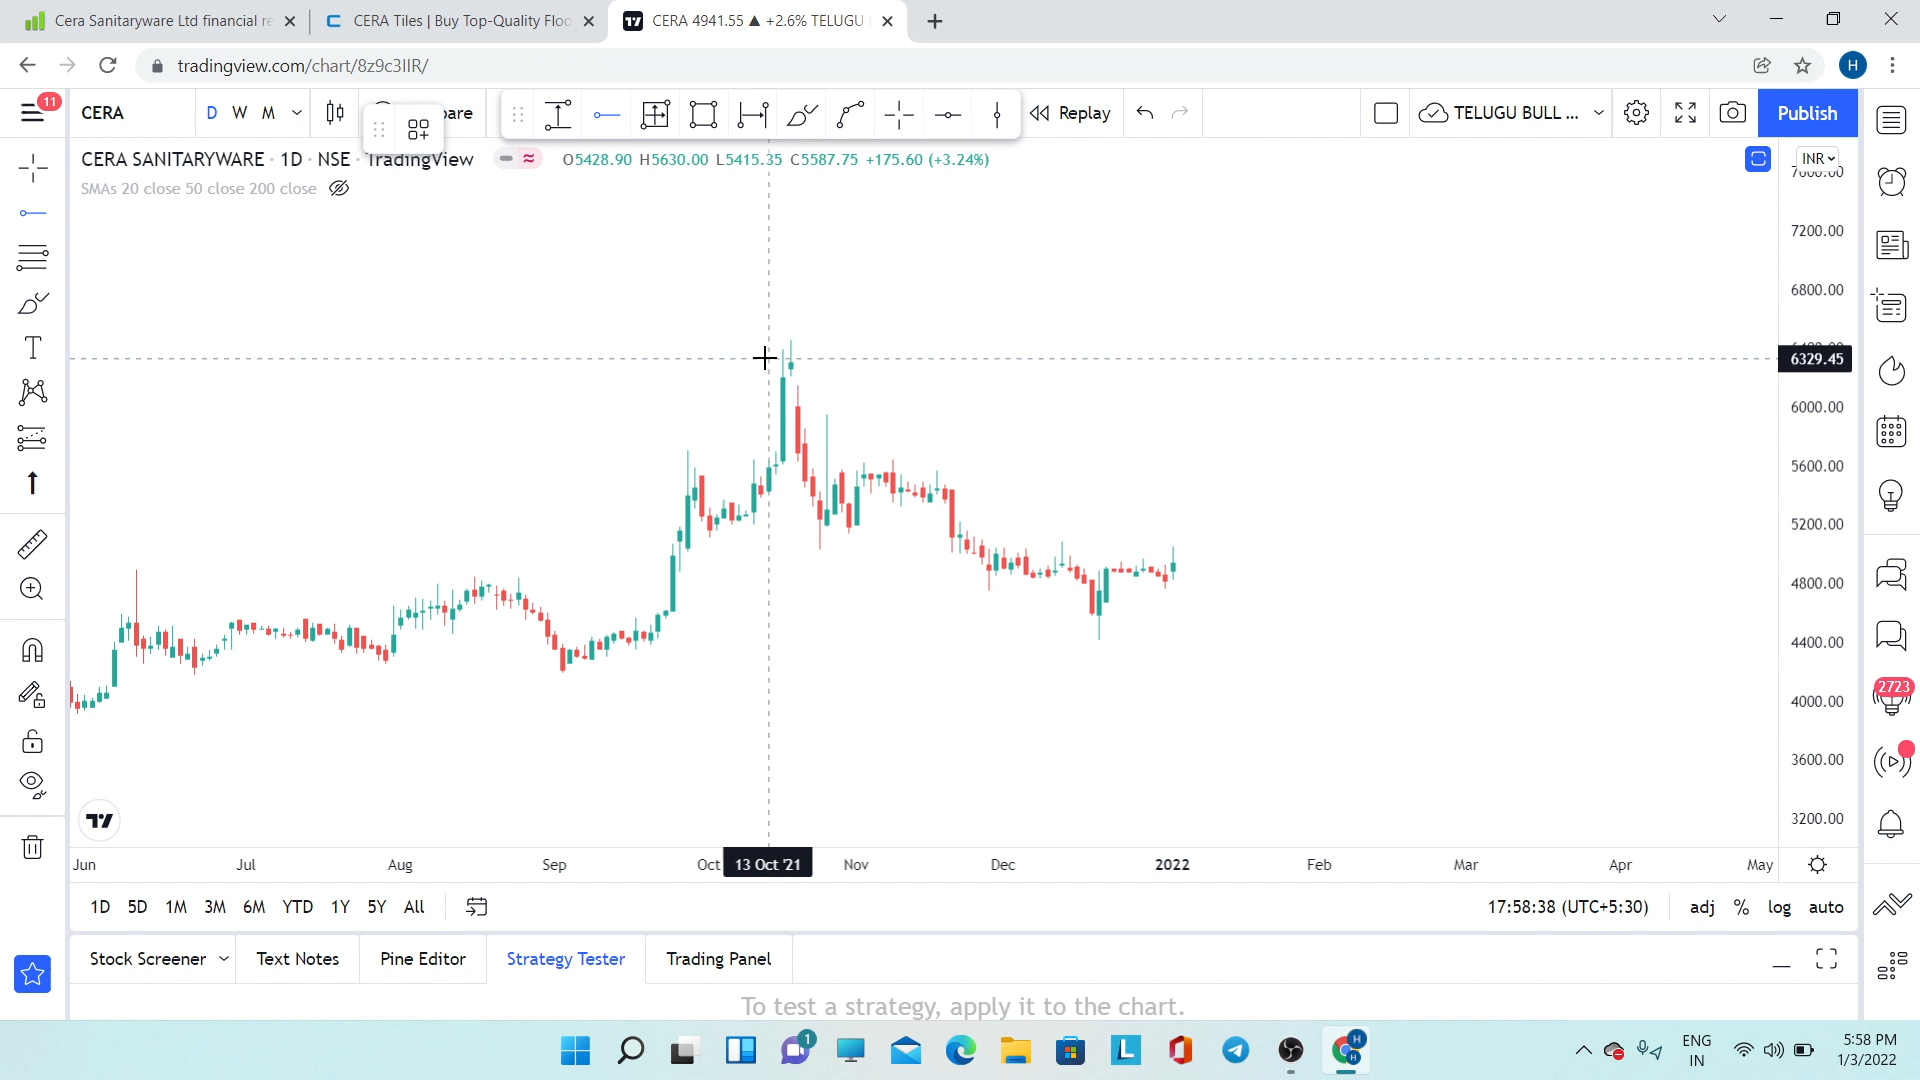 Cera Sanitaryware Ltd financial re
CERA Tiles | Buy Top-Quality Floo
CERA 4941.55 ▲ +2.6% TELUGU
tradingview.com/chart/8z9c3IIR/
H
11
CERA
D W M
pare
Replay
TELUGU BULL ...
Publish
CERA SANITARYWARE · 1D · NSE TradingView
O5428.90 H5630.00 L5415.35 C5587.75 +175.60 (+3.24%)
INR
SMAs 20 close 50 close 200 close
7200.00
6800.00
6329.45
6000.00
5600.00
5200.00
4800.00
4400.00
4000.00
3600.00
3200.00
2723
Jun Jul Aug Sep Oct 13 Oct '21 Nov Dec 2022 Feb Mar Apr May
1D 5D 1M 3M 6M YTD 1Y 5Y All
17:58:38 (UTC+5:30) adj % log auto
Stock Screener Text Notes Pine Editor Strategy Tester Trading Panel
To test a strategy, apply it to the chart.
1
L
H
H
ENG
IN
5:58 PM
1/3/2022